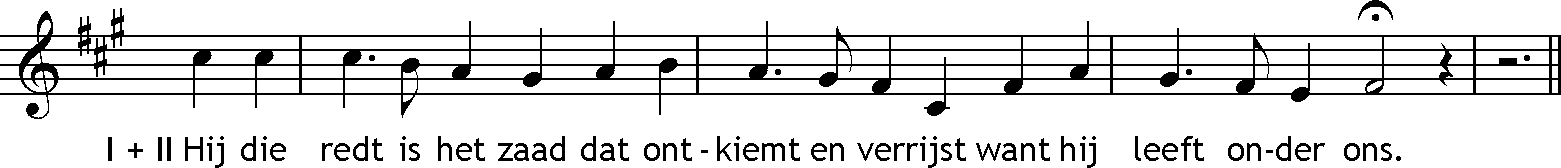 I + II Hij die redt is het zaad dat ont-kiemt en verrijst want hij leeft on-der ons.